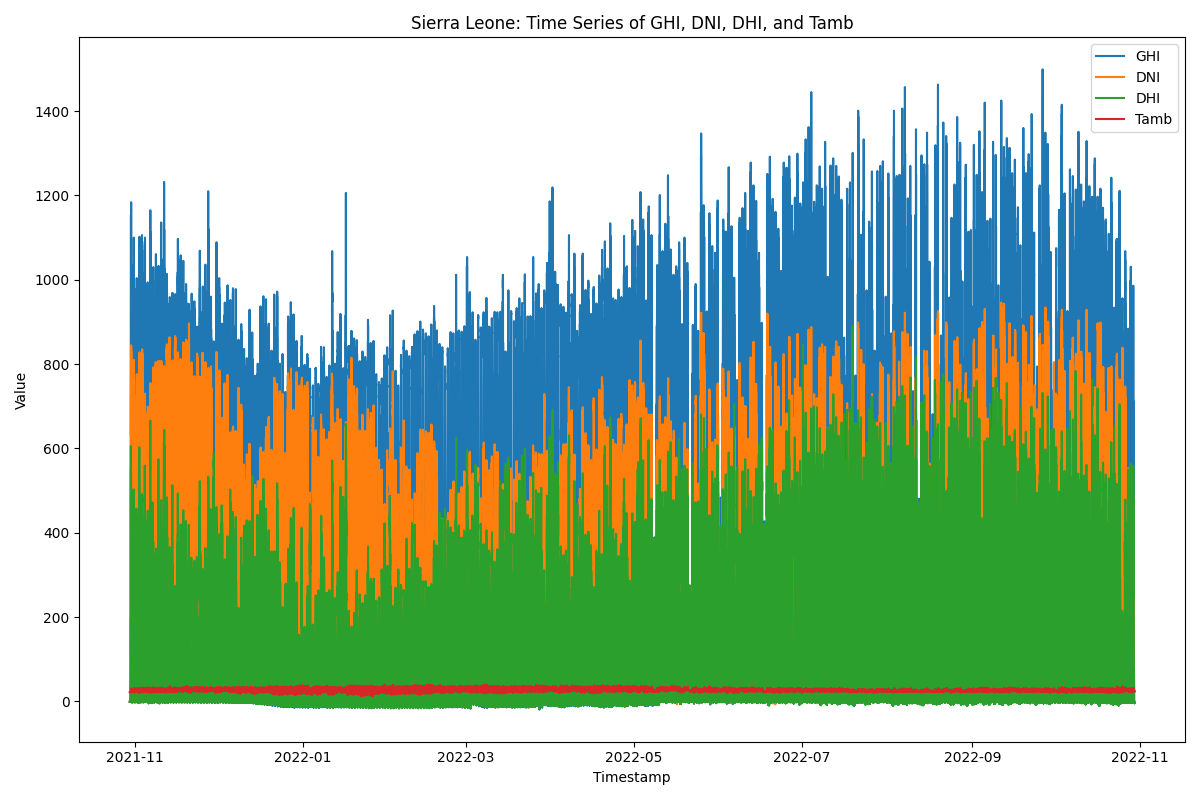 Sierra Leone: Time Series of GHI, DNI, DHI, and Tamb
GHI
DNI
DHI
Tamb
Value
1400
1200
1000
800
600
400
200
0
2021-11 2022-01 2022-03 2022-05 2022-07 2022-09 2022-11
Timestamp